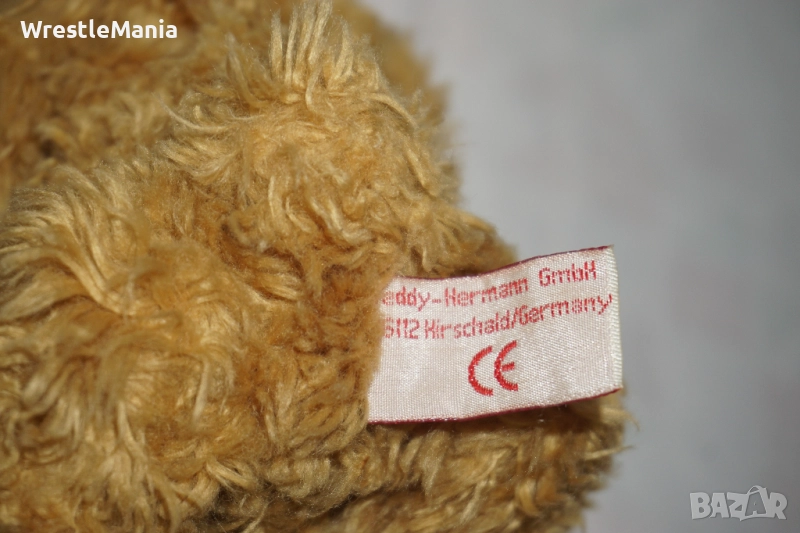 WrestleMania
eddy-Hermann GmbH
6112 Hirschaid/Germany
CE
BAZAR